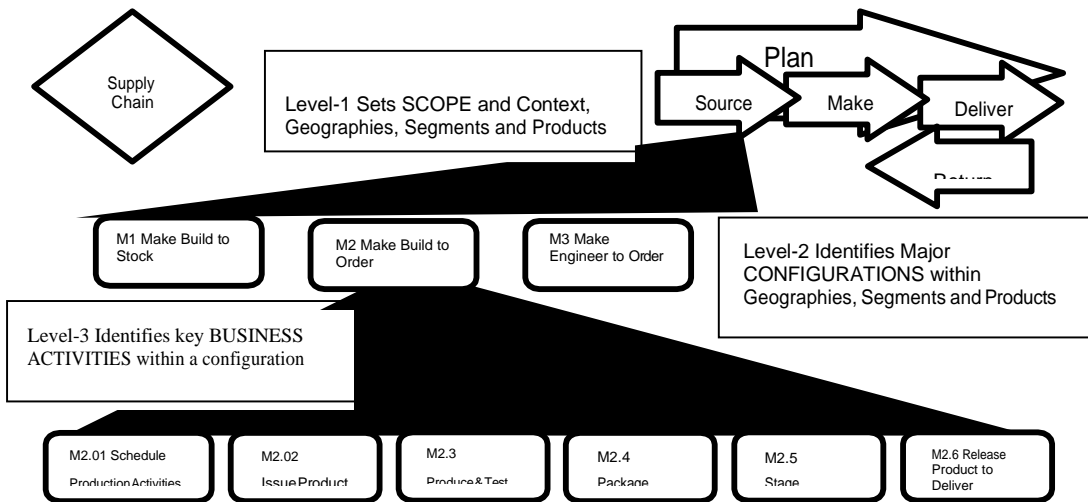 Supply
Chain
Level-1 Sets SCOPE and Context,
Geographies, Segments and Products
Plan
Source
Make
Deliver
Return
M1 Make Build to
Stock
M2 Make Build to
Order
M3 Make
Engineer to Order
Level-2 Identifies Major
CONFIGURATIONS within
Geographies, Segments and Products
Level-3 Identifies key BUSINESS
ACTIVITIES within a configuration
M2.01 Schedule
Production Activities
M2.02
Issue Product
M2.3
Produce & Test
M2.4
Package
M2.5
Stage
M2.6 Release
Product to
Deliver